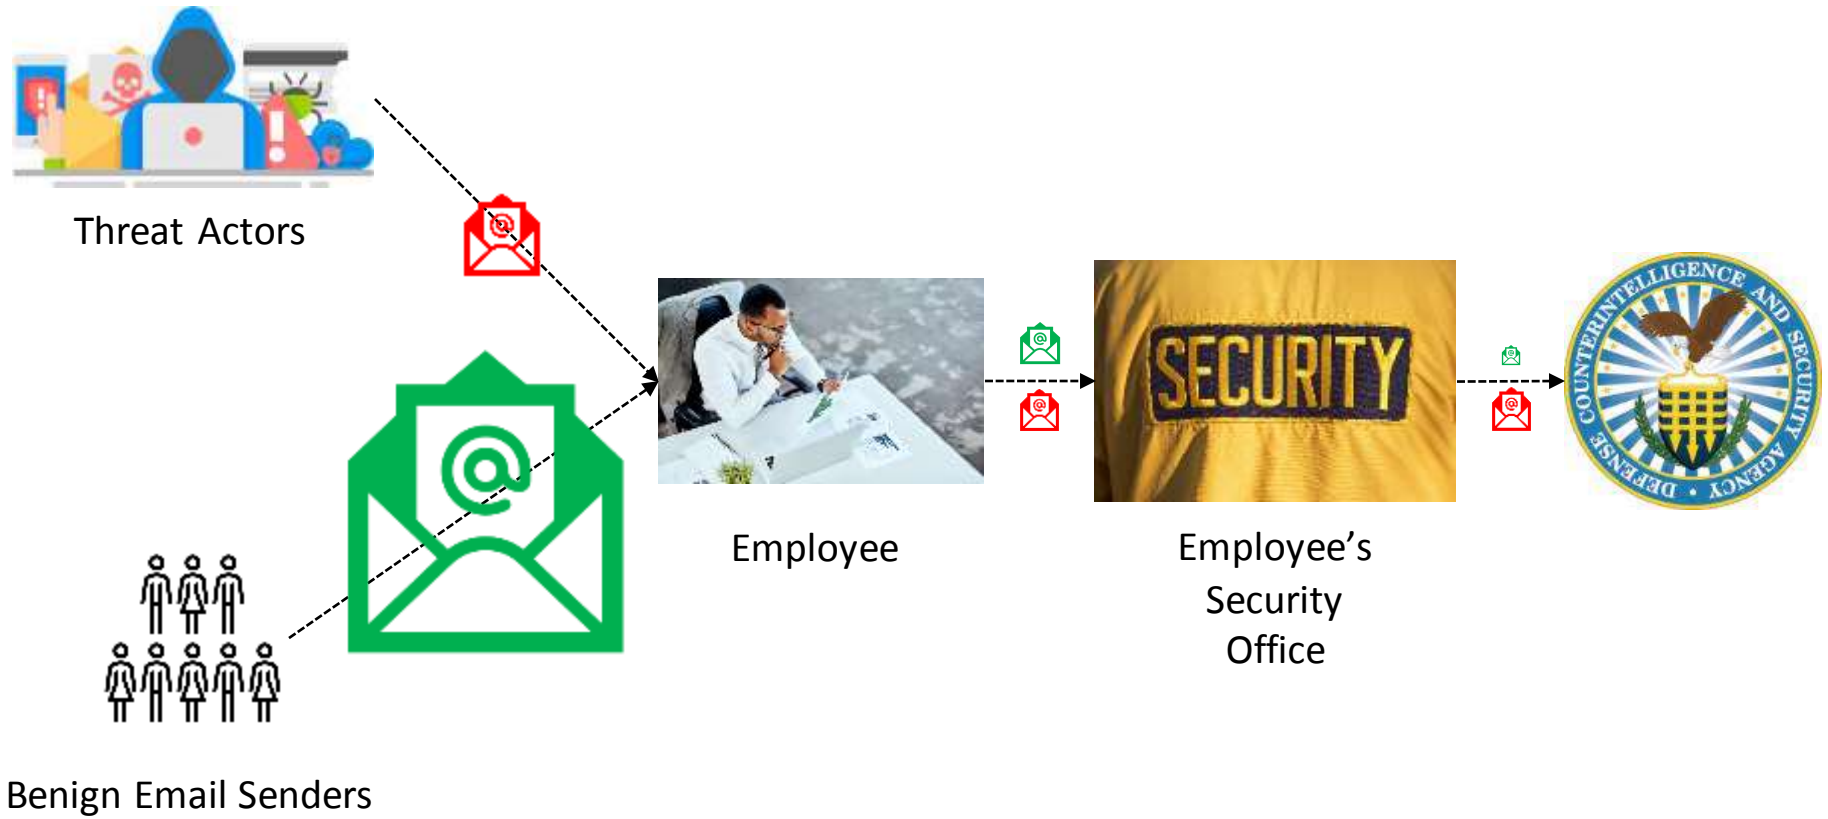 Threat Actors
Benign Email Senders
Employee
SECURITY
Employee's
Security
Office
DEFENSE COUNTERINTELLIGENCE AND SECURITY AGENCY